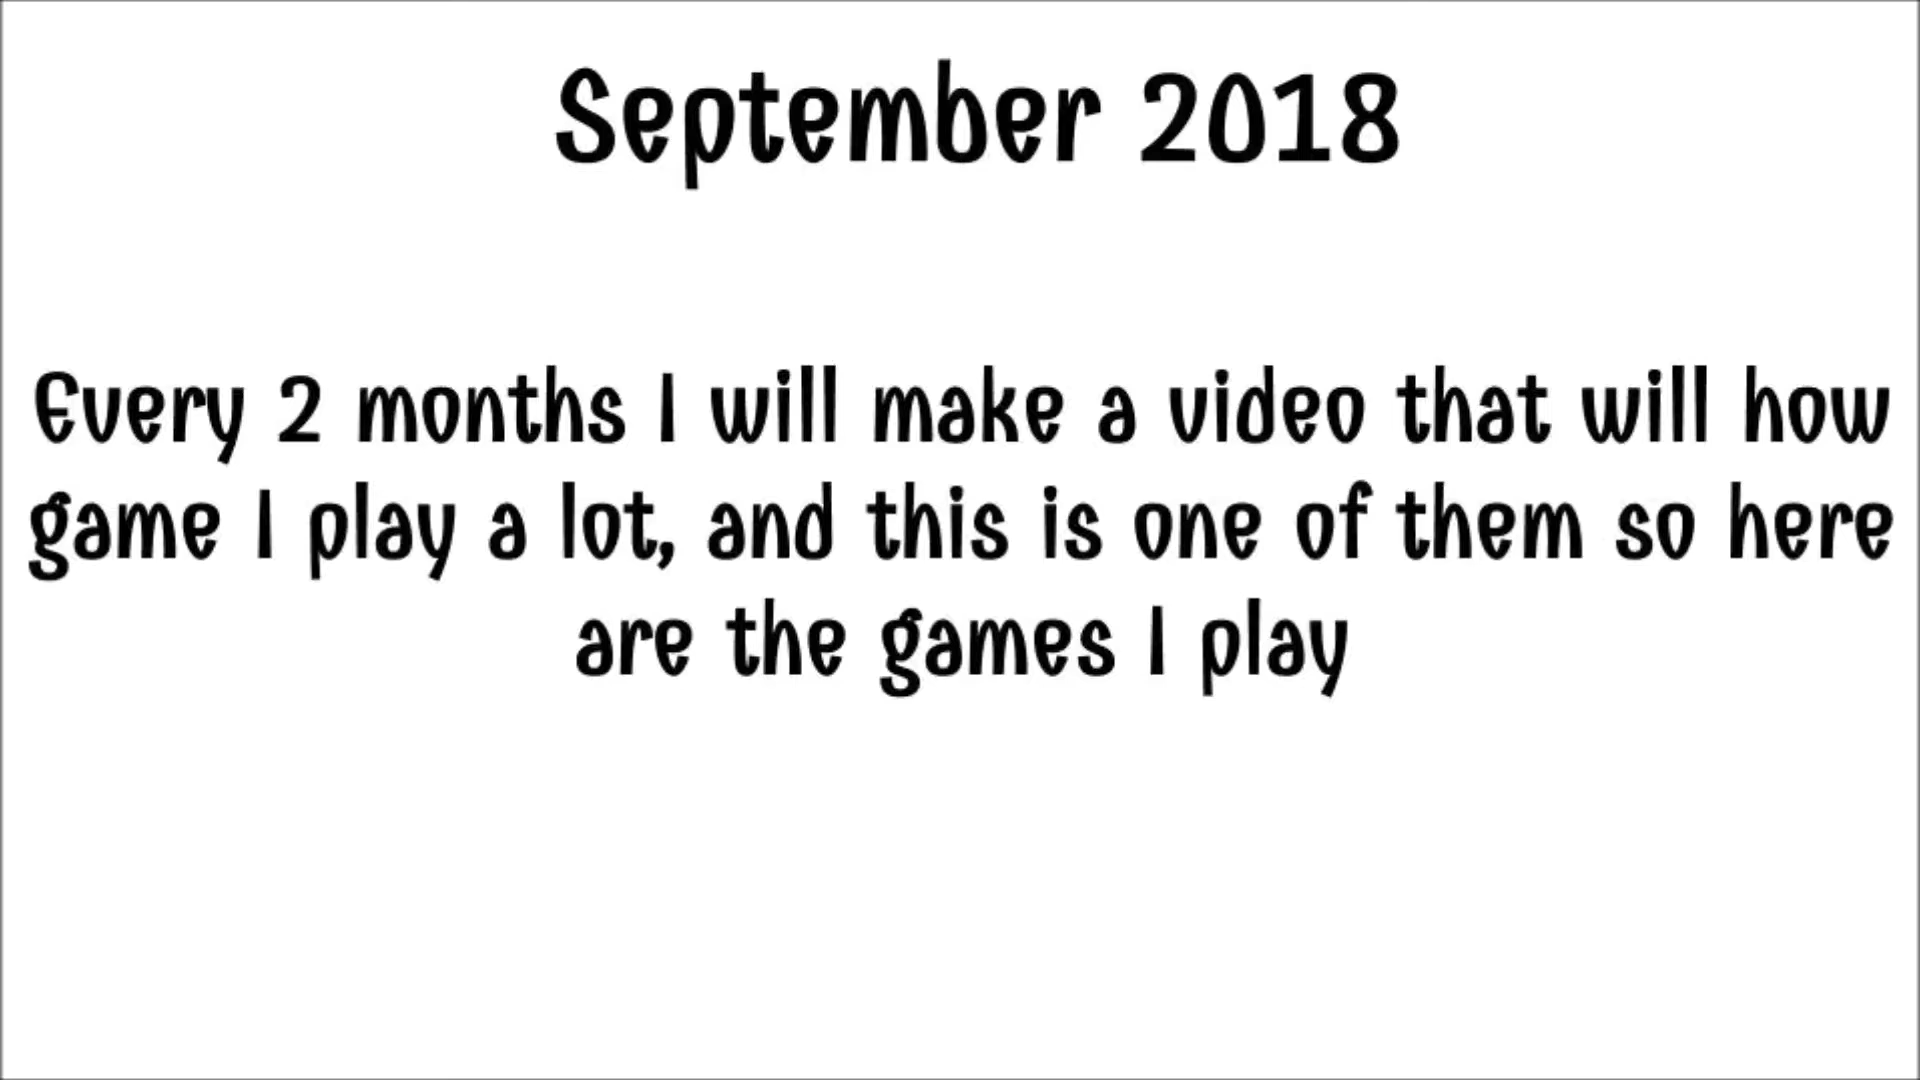 September 2018
Every 2 months I will make a video that will how
game I play a lot, and this is one of them so here
are the games I play